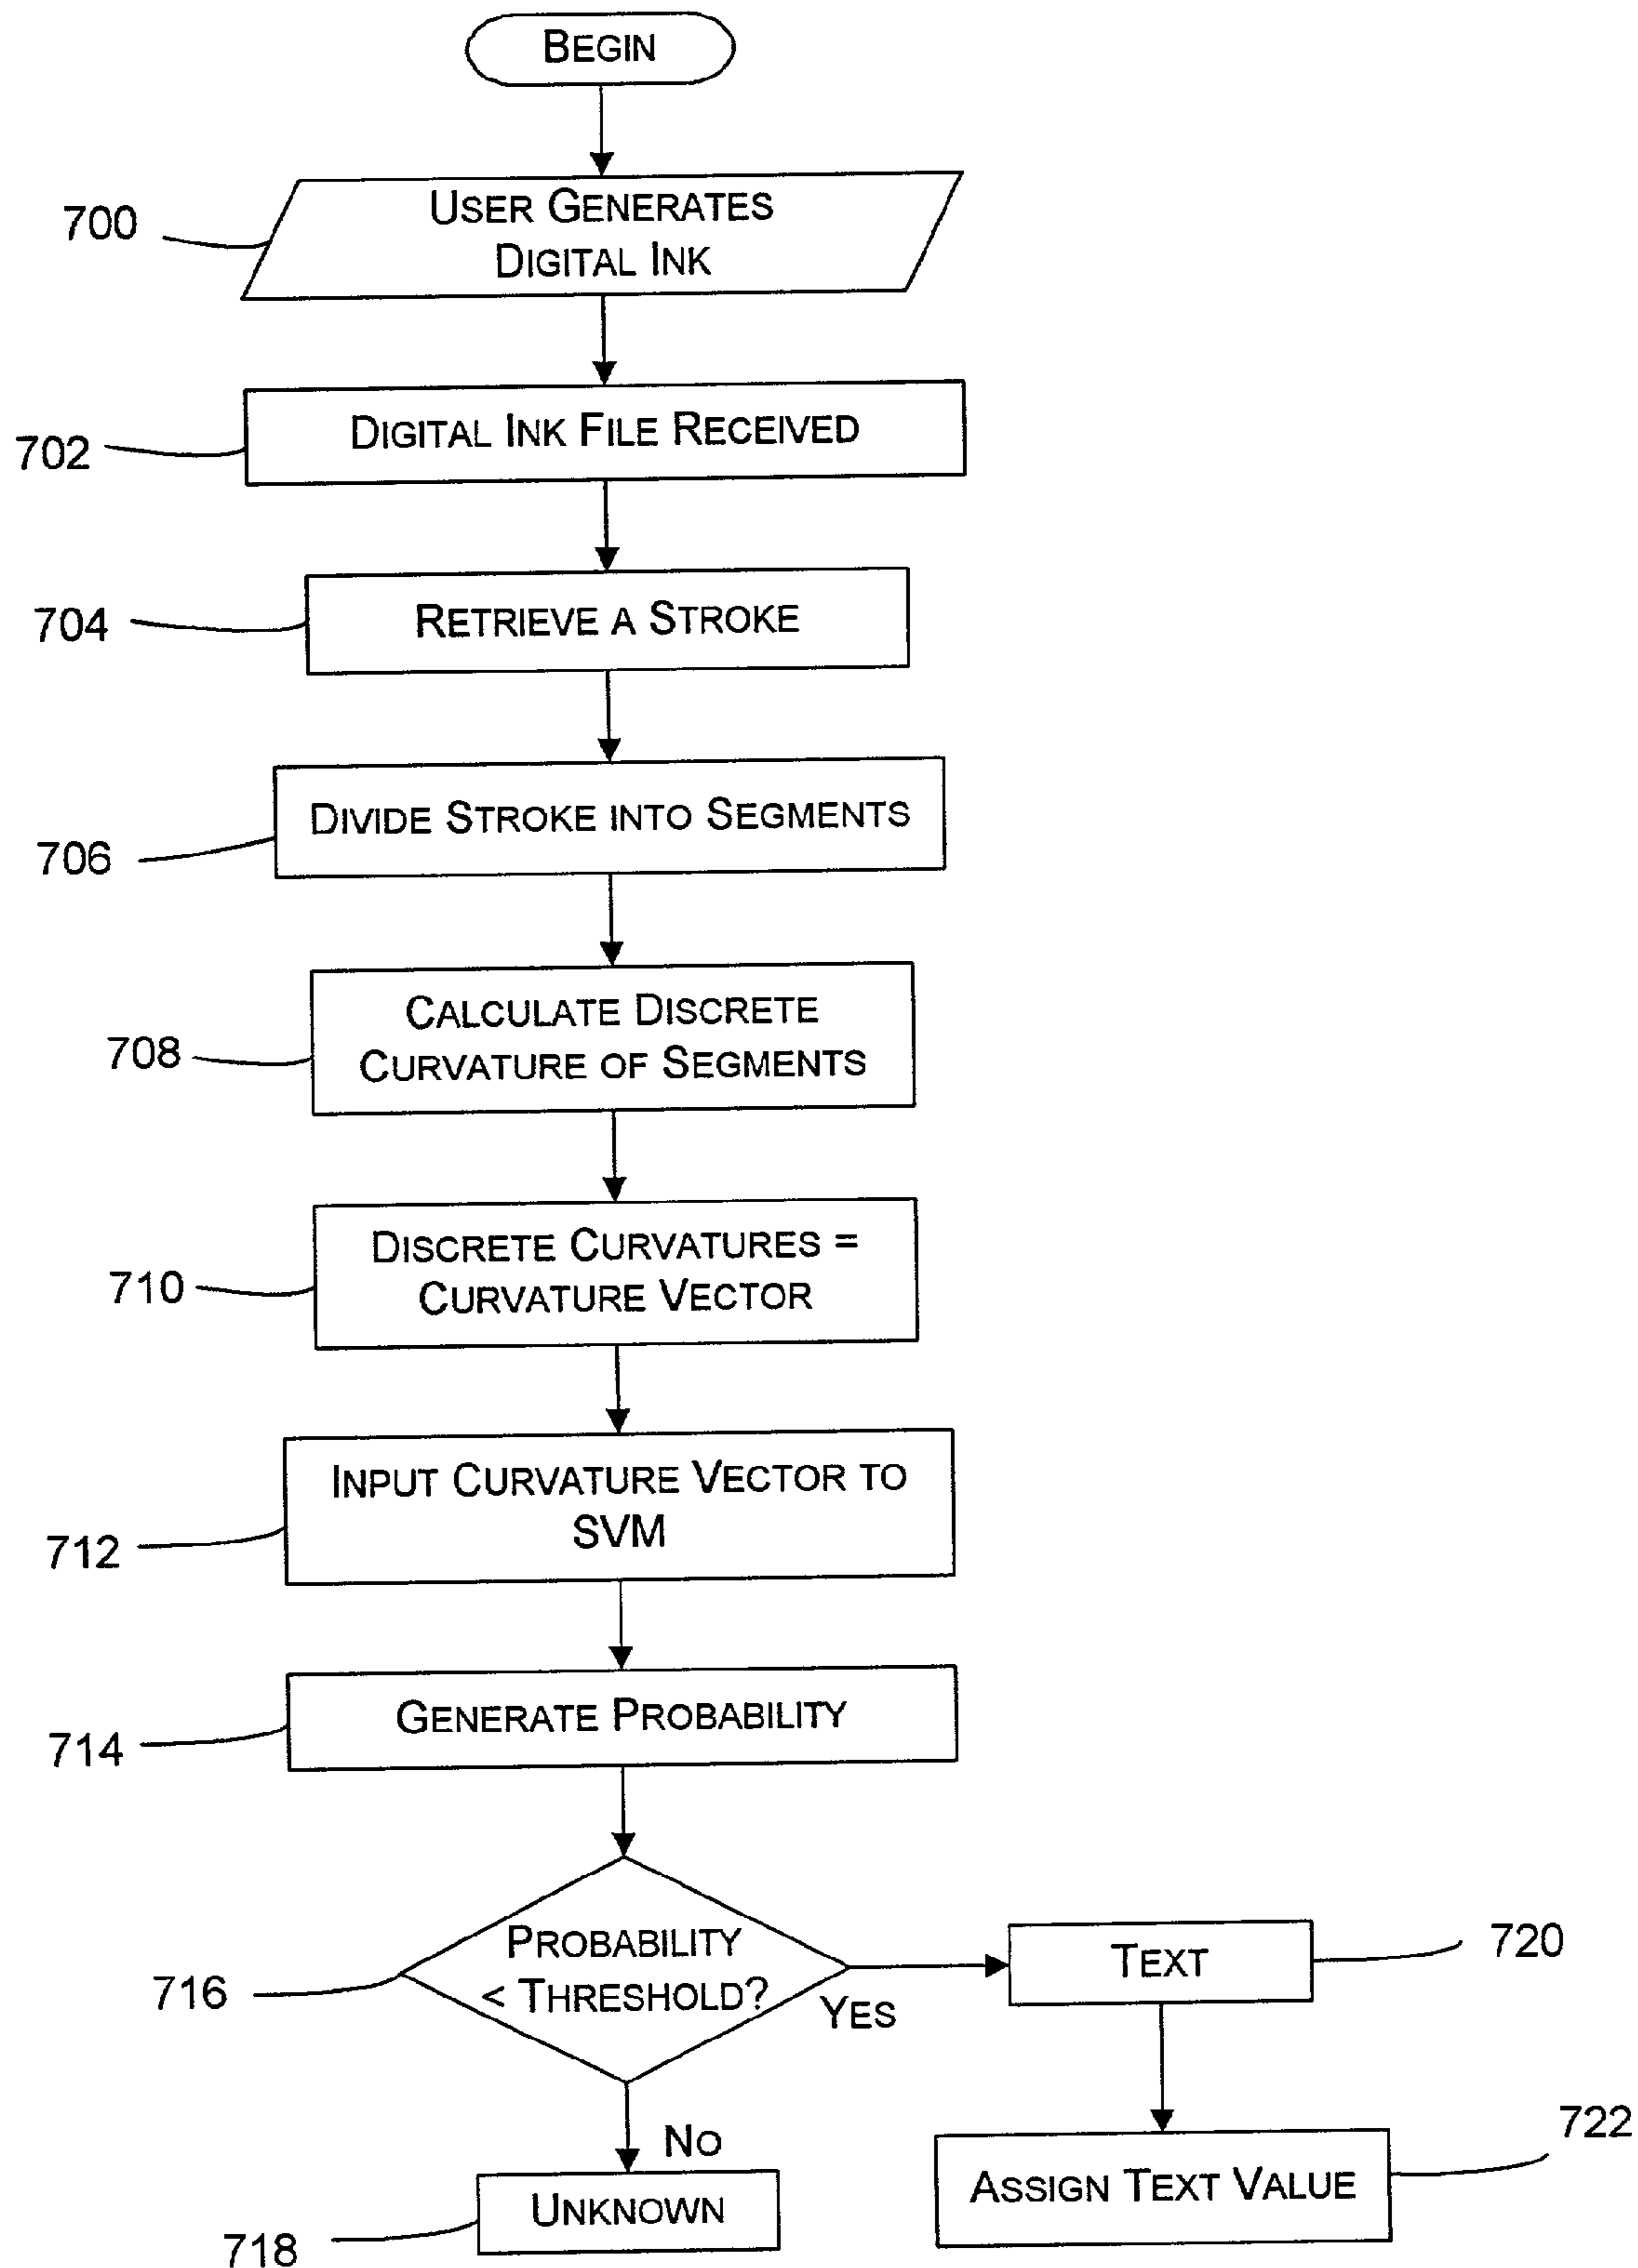 BEGIN
700
USER GENERATES
DIGITAL INK
702
DIGITAL INK FILE RECEIVED
704
RETRIEVE A STROKE
706
DIVIDE STROKE INTO SEGMENTS
708
CALCULATE DISCRETE
CURVATURE OF SEGMENTS
710
DISCRETE CURVATURES =
CURVATURE VECTOR
712
INPUT CURVATURE VECTOR TO
SVM
714
GENERATE PROBABILITY
716
PROBABILITY
< THRESHOLD?
YES
TEXT
720
NO
722
ASSIGN TEXT VALUE
UNKNOWN
718